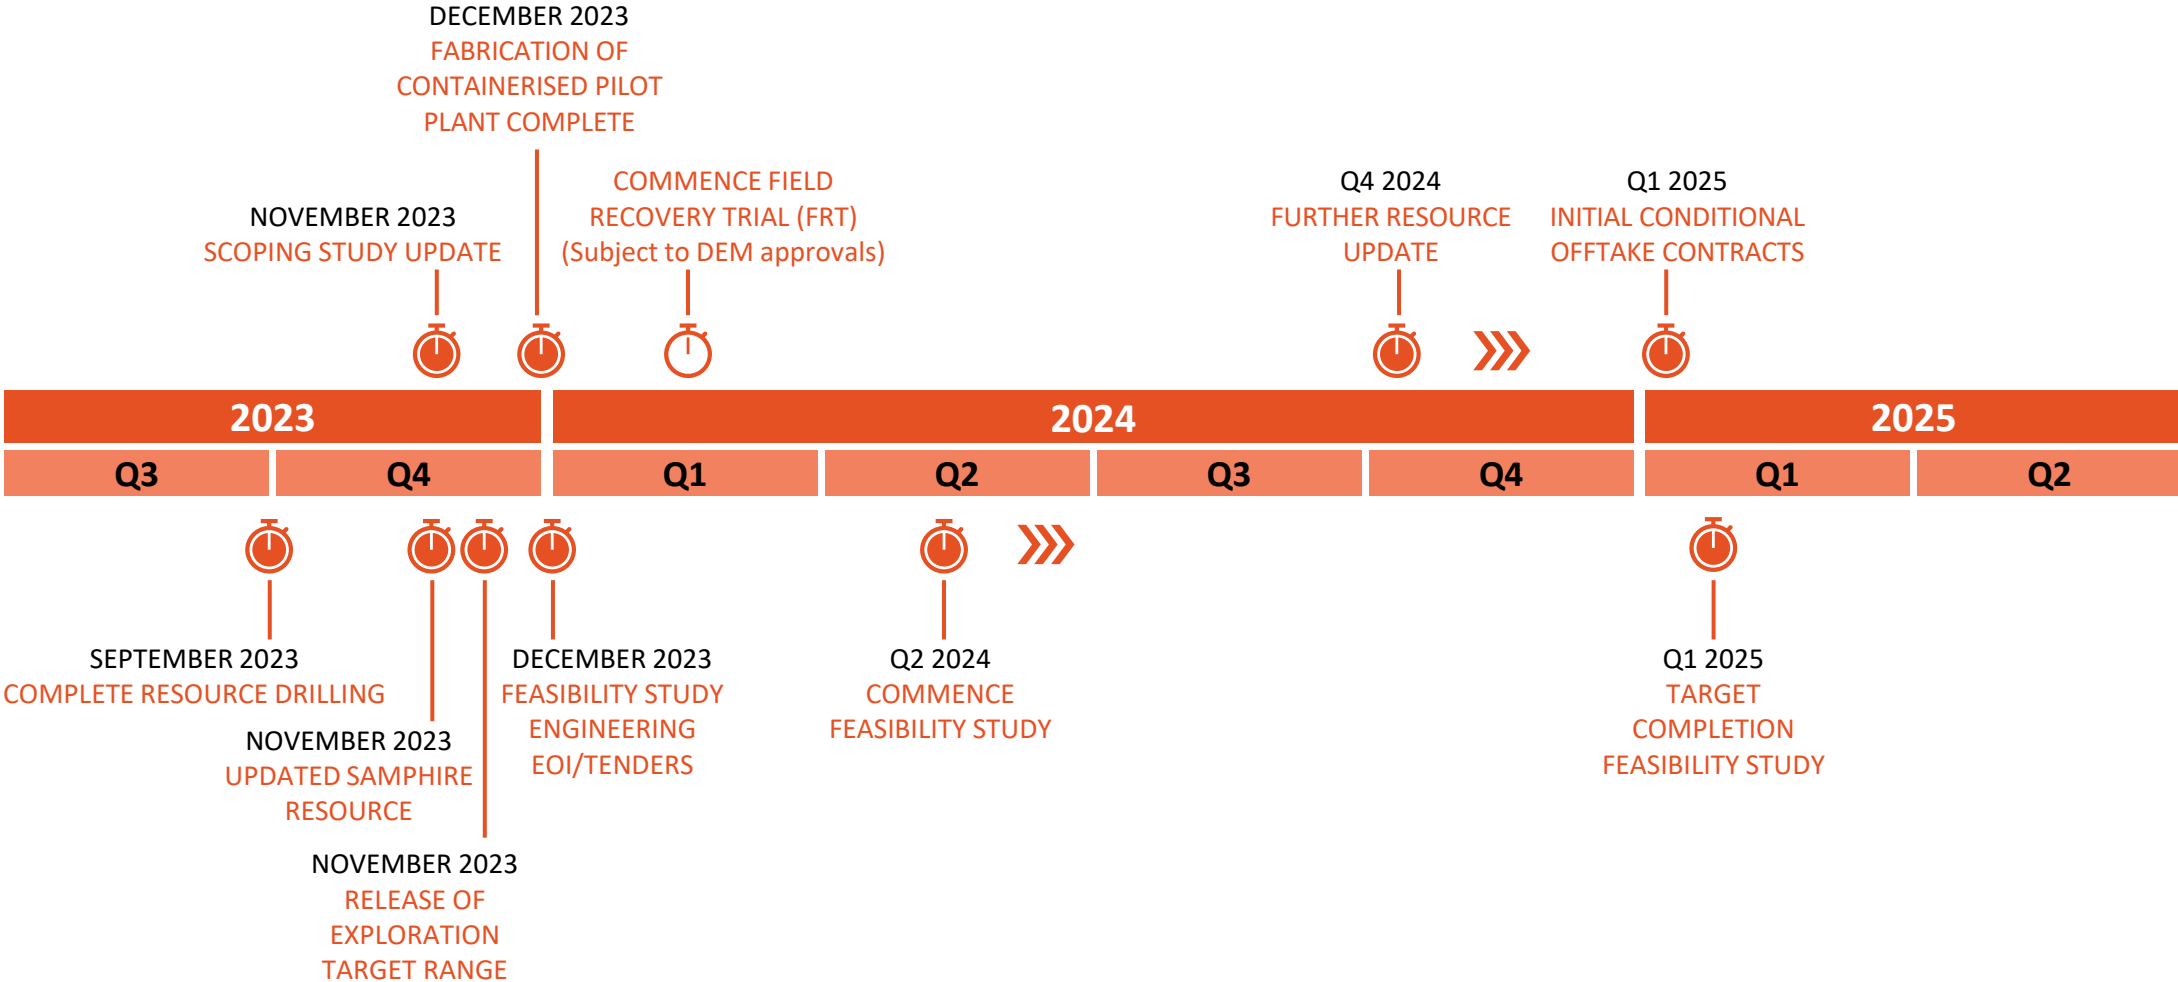 DECEMBER 2023
FABRICATION OF
CONTAINERISED PILOT
PLANT COMPLETE
NOVEMBER 2023
SCOPING STUDY UPDATE
COMMENCE FIELD
RECOVERY TRIAL (FRT)
(Subject to DEM approvals)
Q4 2024
FURTHER RESOURCE
UPDATE
Q1 2025
INITIAL CONDITIONAL
OFFTAKE CONTRACTS
2023
2024
2025
Q3
Q4
Q1
Q2
Q3
Q4
Q1
Q2
SEPTEMBER 2023
COMPLETE RESOURCE DRILLING
NOVEMBER 2023
UPDATED SAMPHIRE
RESOURCE
NOVEMBER 2023
RELEASE OF
EXPLORATION
TARGET RANGE
DECEMBER 2023
FEASIBILITY STUDY
ENGINEERING
EOI/TENDERS
Q2 2024
COMMENCE
FEASIBILITY STUDY
Q1 2025
TARGET
COMPLETION
FEASIBILITY STUDY